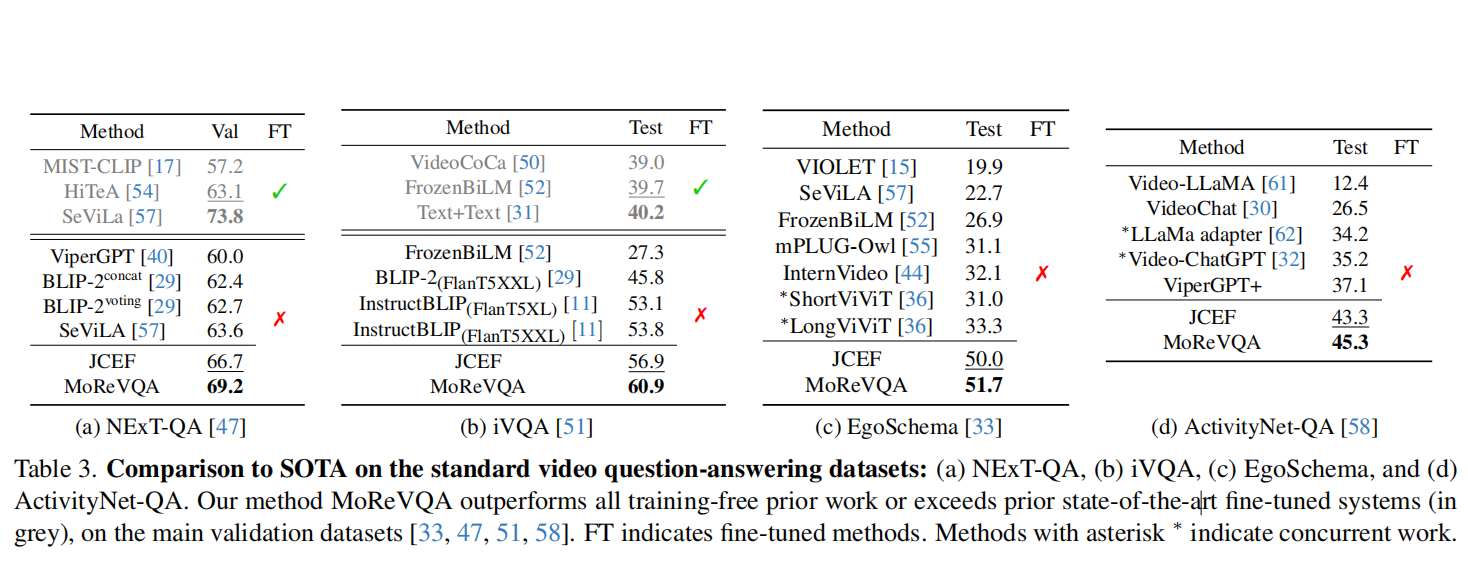 Method Val FT
MIST-CLIP [17] 57.2
HiTeA [54] 63.1 ✓
SeViLa [57] 73.8
ViperGPT [40] 60.0
BLIP-2concat [29] 62.4
BLIP-2voting [29] 62.7
SeViLA [57] 63.6 ✗
JCEF 66.7
MoReVQA 69.2
(a) NExT-QA [47]
Method Test FT
VideoCoCa [50] 39.0
FrozenBiLM [52] 39.7 ✓
Text+Text [31] 40.2
FrozenBiLM [52] 27.3
BLIP-2(FlanT5XXL) [29] 45.8
InstructBLIP(FlanT5XL) [11] 53.1 ✗
InstructBLIP(FlanT5XXL) [11] 53.8
JCEF 56.9
MoReVQA 60.9
(b) iVQA [51]
Method Test FT
VIOLET [15] 19.9
SeViLA [57] 22.7
FrozenBiLM [52] 26.9
mPLUG-Owl [55] 31.1
InternVideo [44] 32.1 ✗
*ShortViViT [36] 31.0
*LongViViT [36] 33.3
JCEF 50.0
MoReVQA 51.7
(c) EgoSchema [33]
Method Test FT
Video-LLaMA [61] 12.4
VideoChat [30] 26.5
*LLaMa adapter [62] 34.2
*Video-ChatGPT [32] 35.2 ✗
ViperGPT+ 37.1
JCEF 43.3
MoReVQA 45.3
(d) ActivityNet-QA [58]
Table 3. Comparison to SOTA on the standard video question-answering datasets: (a) NExT-QA, (b) iVQA, (c) EgoSchema, and (d)
ActivityNet-QA. Our method MoReVQA outperforms all training-free prior work or exceeds prior state-of-the-art fine-tuned systems (in
grey), on the main validation datasets [33, 47, 51, 58]. FT indicates fine-tuned methods. Methods with asterisk * indicate concurrent work.